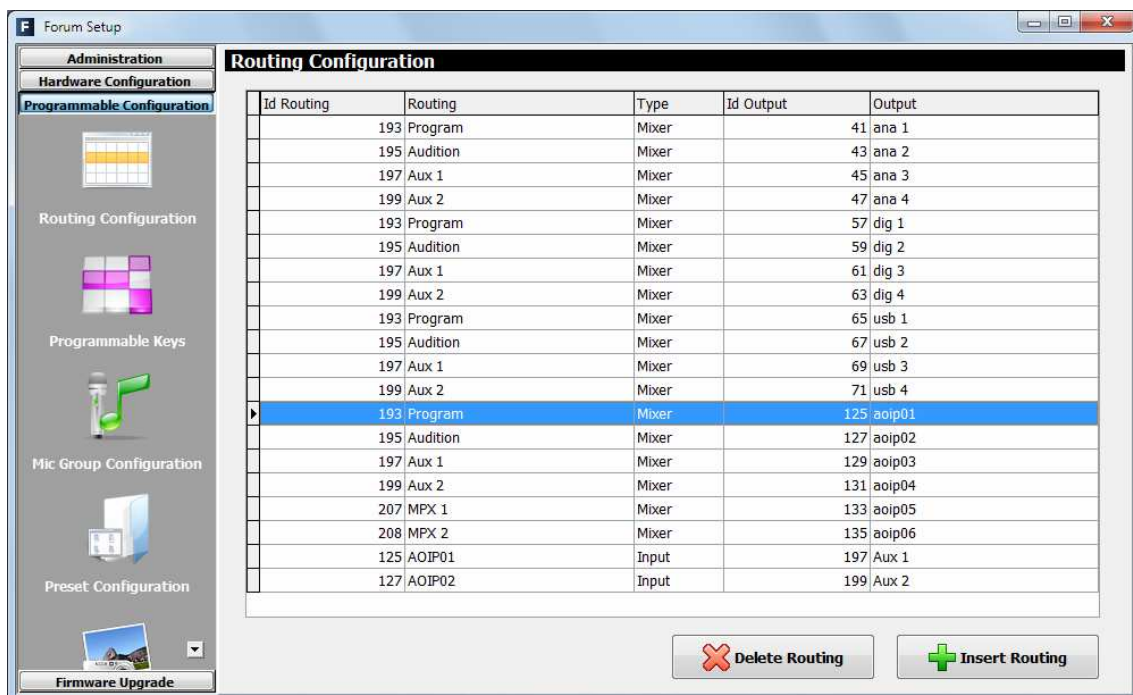 F Forum Setup
Administration
Hardware Configuration
Programmable Configuration
Routing Configuration
Programmable Keys
Mic Group Configuration
Preset Configuration
Firmware Upgrade
Routing Configuration
Id Routing Routing Type Id Output Output
193 Program Mixer 41 ana 1
195 Audition Mixer 43 ana 2
197 Aux 1 Mixer 45 ana 3
199 Aux 2 Mixer 47 ana 4
193 Program Mixer 57 dig 1
195 Audition Mixer 59 dig 2
197 Aux 1 Mixer 61 dig 3
199 Aux 2 Mixer 63 dig 4
193 Program Mixer 65 usb 1
195 Audition Mixer 67 usb 2
197 Aux 1 Mixer 69 usb 3
199 Aux 2 Mixer 71 usb 4
193 Program Mixer 125 aoip01
195 Audition Mixer 127 aoip02
197 Aux 1 Mixer 129 aoip03
199 Aux 2 Mixer 131 aoip04
207 MPX 1 Mixer 133 aoip05
208 MPX 2 Mixer 135 aoip06
125 AOIP01 Input 197 Aux 1
127 AOIP02 Input 199 Aux 2
Delete Routing
Insert Routing